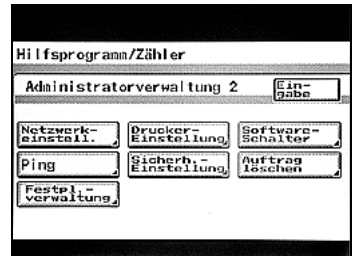 Hilfsprogramm/Zähler
Administratorverwaltung 2
Ein-
gabe
Netzwerk-
einstell.
Drucker-
Einstellung
Software-
Schalter
Ping
Sicherh.-
Einstellung
Auftrag
löschen
Festpl.-
verwaltung